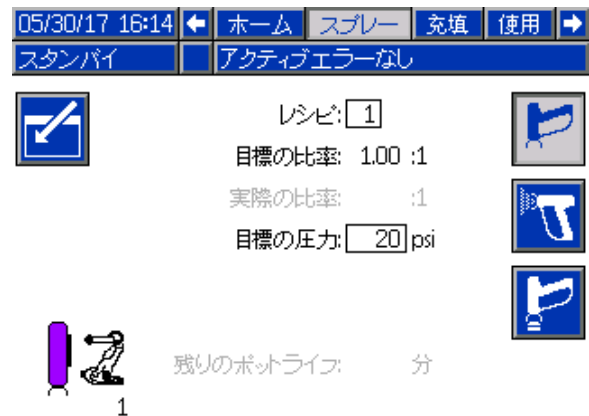 05/30/17 16:14 ホーム スプレー 充填 使用
スタンバイ アクティブエラーなし
レシピ: 1
目標の比率: 1.00 :1
実際の比率: :1
目標の圧力: 20 psi
残りのポットライフ: 分
1